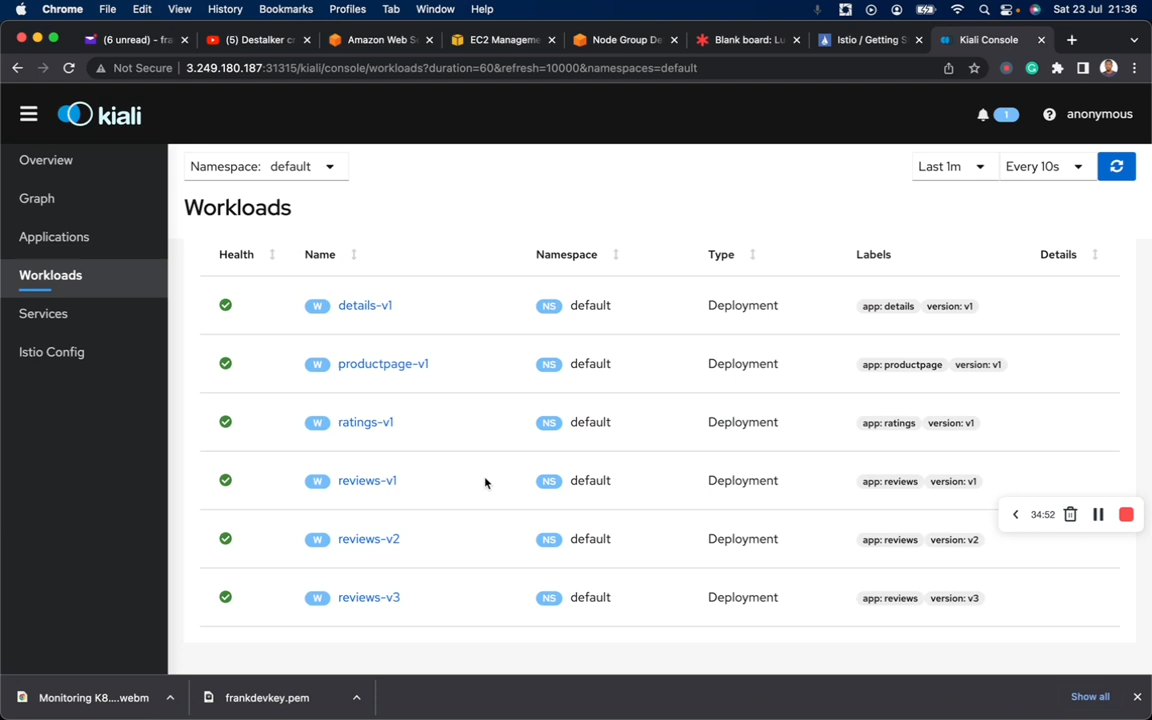 Chrome File Edit View History Bookmarks Profiles Tab Window Help Sat 23 Jul 21:36
(6 unread) - fra
(5) Destalker cr
Amazon Web S
EC2 Manageme
Node Group De
Blank board: Lu
Istio / Getting S
Kiali Console
Not Secure 3.249.180.187:31315/kiali/console/workloads?duration=60&refresh=10000&namespaces=default
kiali
1
anonymous
Overview
Graph
Applications
Workloads
Services
Istio Config
Namespace: default
Last 1m
Every 10s
Workloads
Health Name Namespace Type Labels Details
W details-v1 NS default Deployment app: details version: v1
W productpage-v1 NS default Deployment app: productpage version: v1
W ratings-v1 NS default Deployment app: ratings version: v1
W reviews-v1 NS default Deployment app: reviews version: v1
34:52
W reviews-v2 NS default Deployment app: reviews version: v2
W reviews-v3 NS default Deployment app: reviews version: v3
Monitoring K8....webm
frankdevkey.pem
Show all